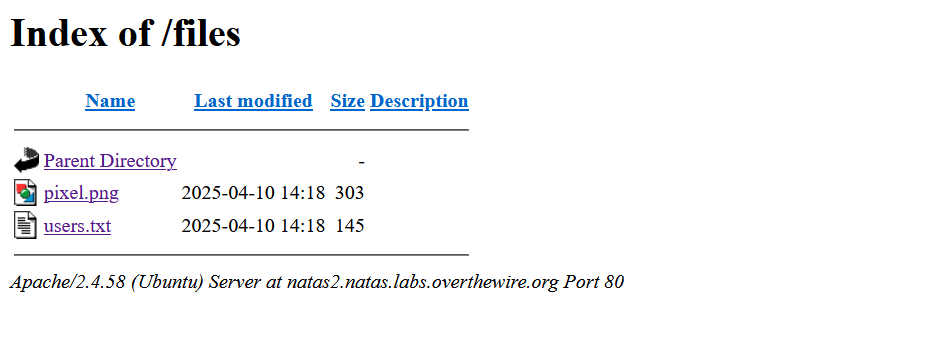 Index of /files
Name Last modified Size Description
Parent Directory -
pixel.png 2025-04-10 14:18 303
users.txt 2025-04-10 14:18 145
Apache/2.4.58 (Ubuntu) Server at natas2.natas.labs.overthewire.org Port 80